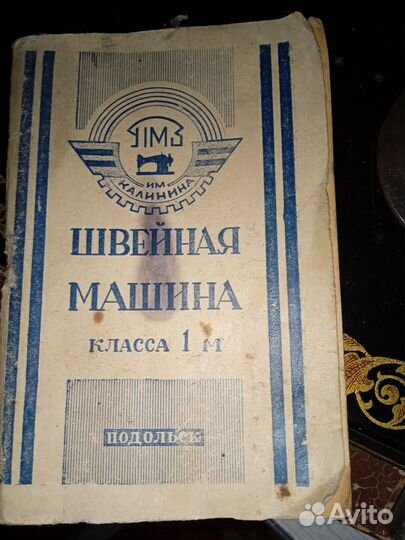 ПМЗ
ИМ
КАЛИНИНА
ШВЕЙНАЯ
МАШИНА
КЛАССА 1 М
ПОДОЛЬСК
Avito